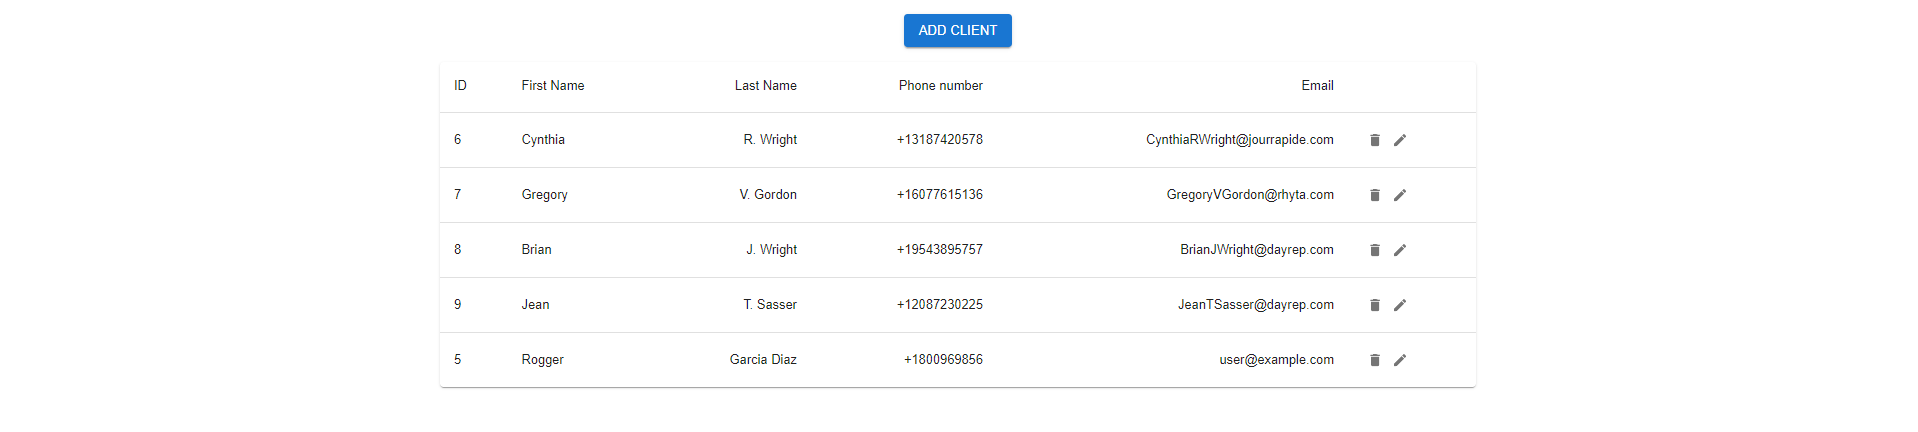 ADD CLIENT
ID First Name Last Name Phone number Email
6 Cynthia R. Wright +13187420578 CynthiaRWright@jourrapide.com
7 Gregory V. Gordon +16077615136 GregoryVGordon@rhyta.com
8 Brian J. Wright +19543895757 BrianJWright@dayrep.com
9 Jean T. Sasser +12087230225 JeanTSasser@dayrep.com
5 Rogger Garcia Diaz +1800969856 user@example.com